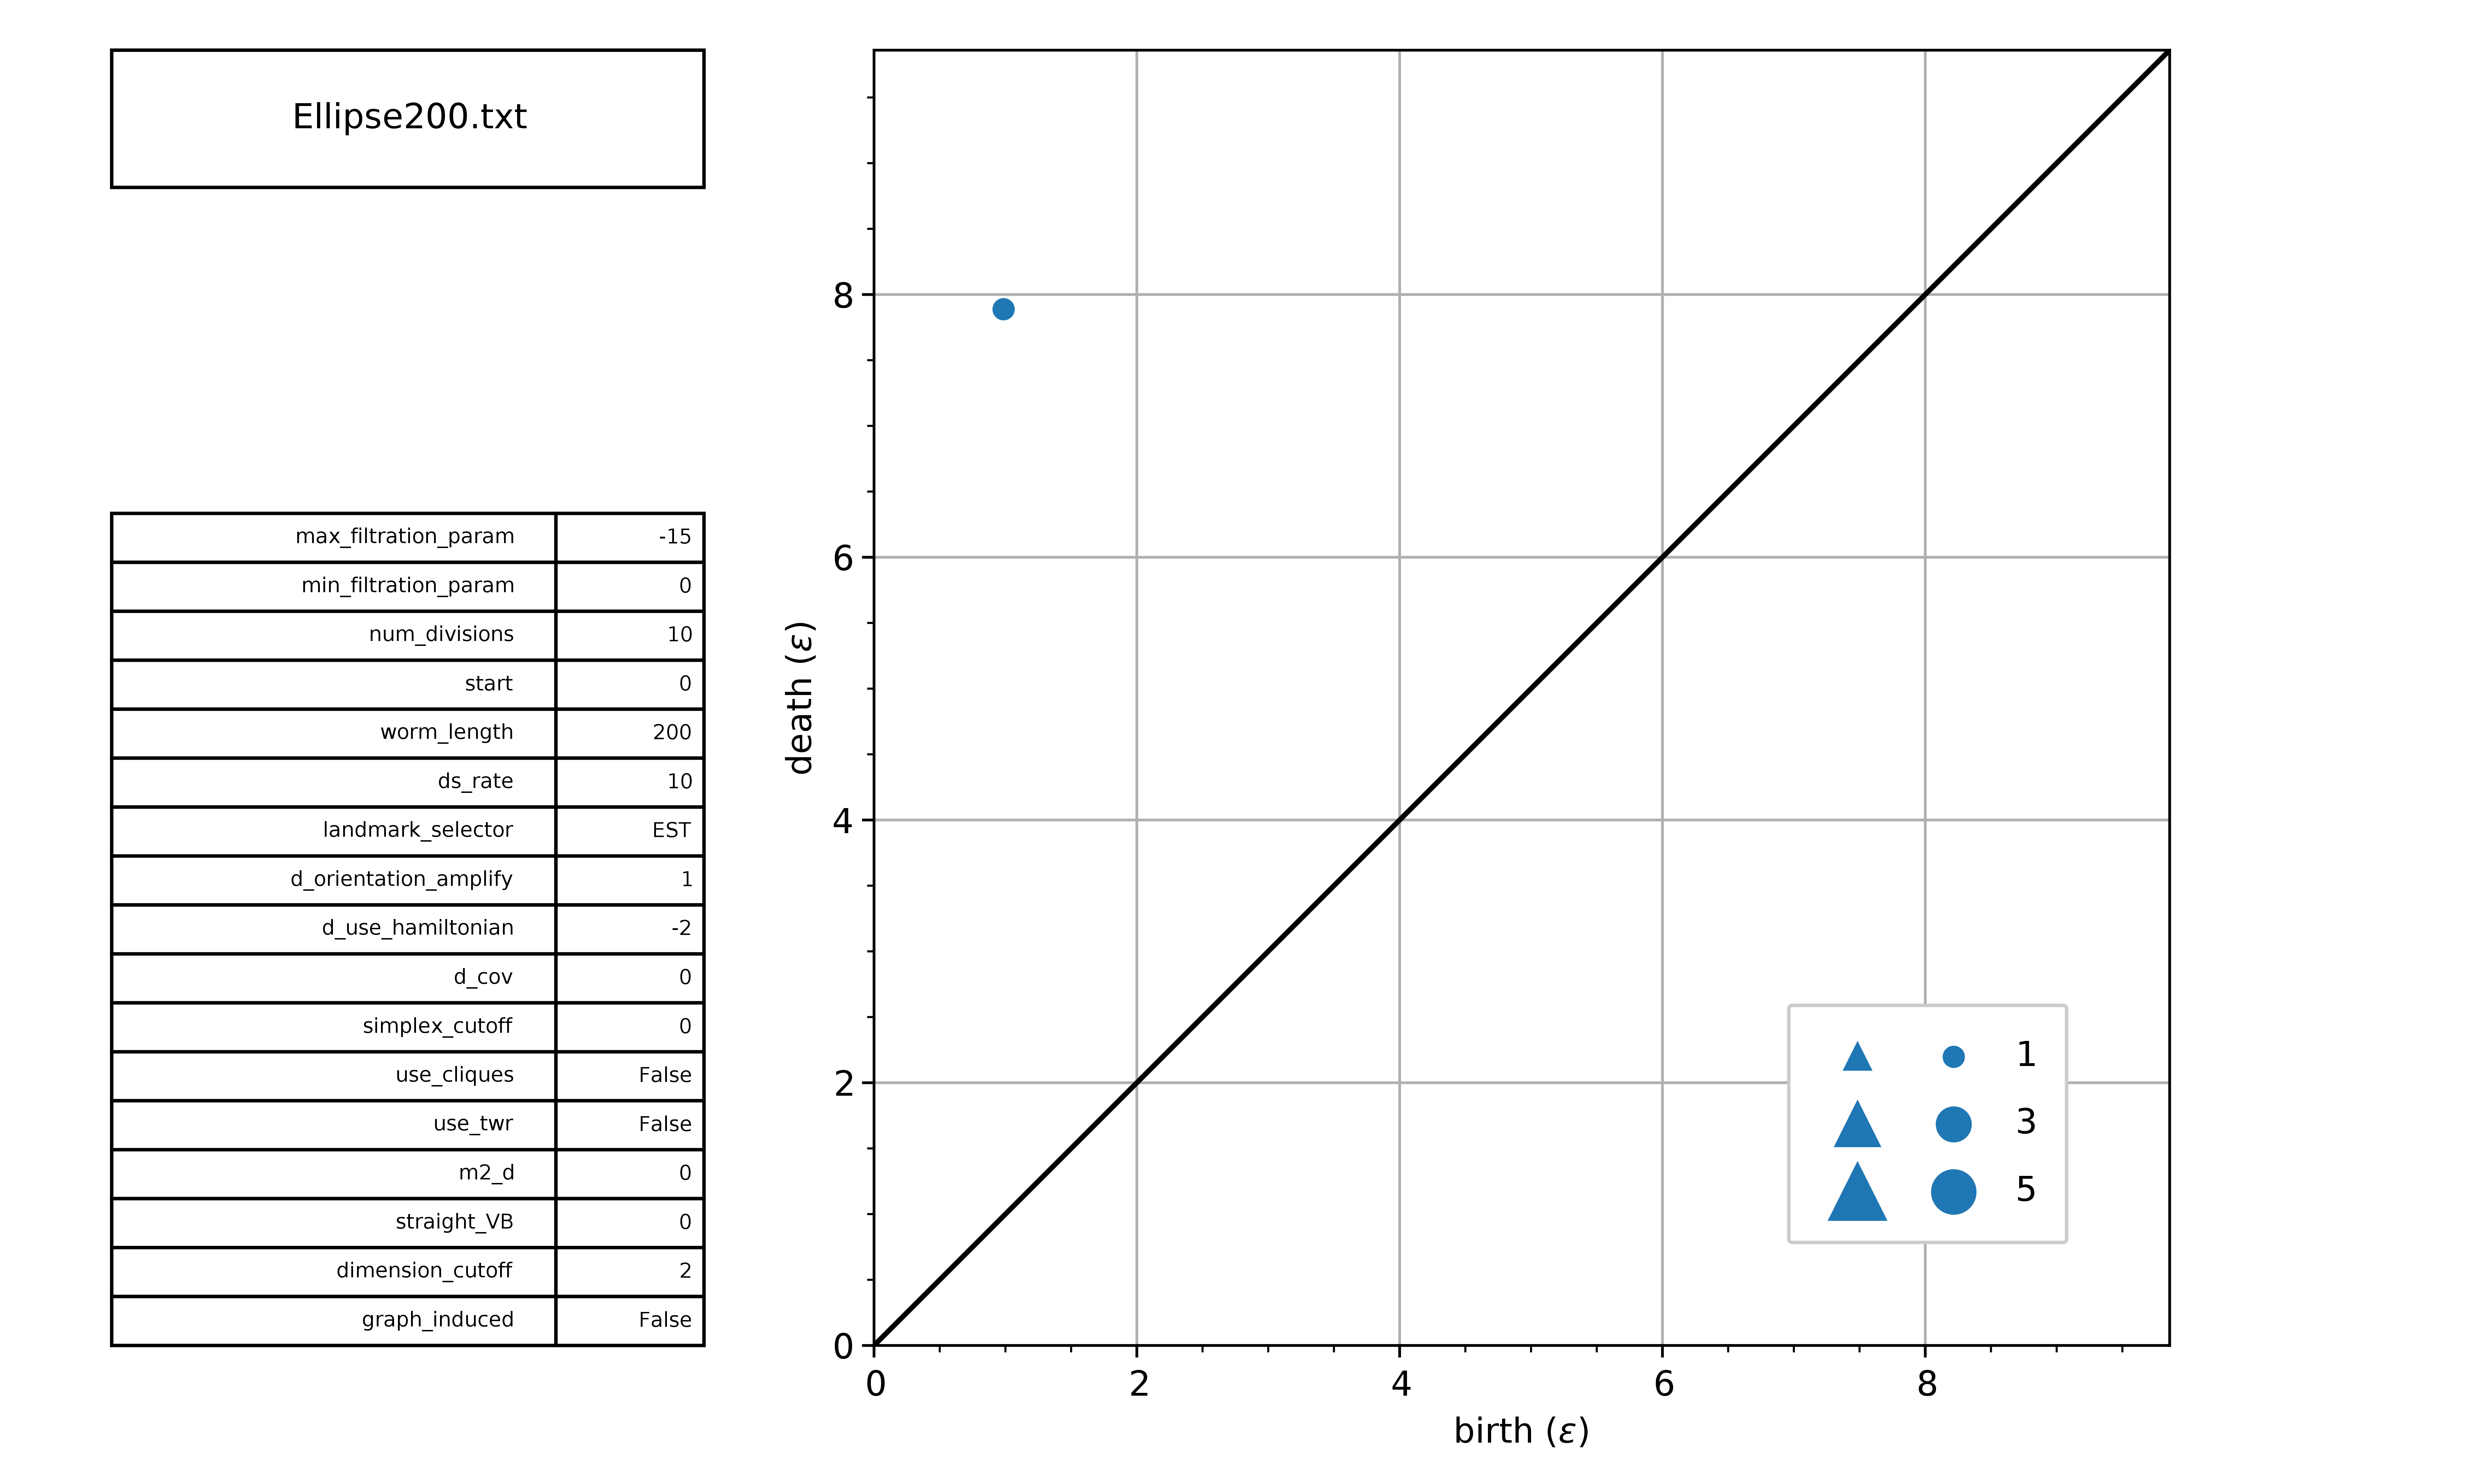 Ellipse200.txt
max_filtration_param -15
min_filtration_param 0
num_divisions 10
start 0
worm_length 200
ds_rate 10
landmark_selector EST
d_orientation_amplify 1
d_use_hamiltonian -2
d_cov 0
simplex_cutoff 0
use_cliques False
use_twr False
m2_d 0
straight_VB 0
dimension_cutoff 2
graph_induced False
death (ε)
8
6
4
2
0
0 2 4 6 8
birth (ε)
1
3
5